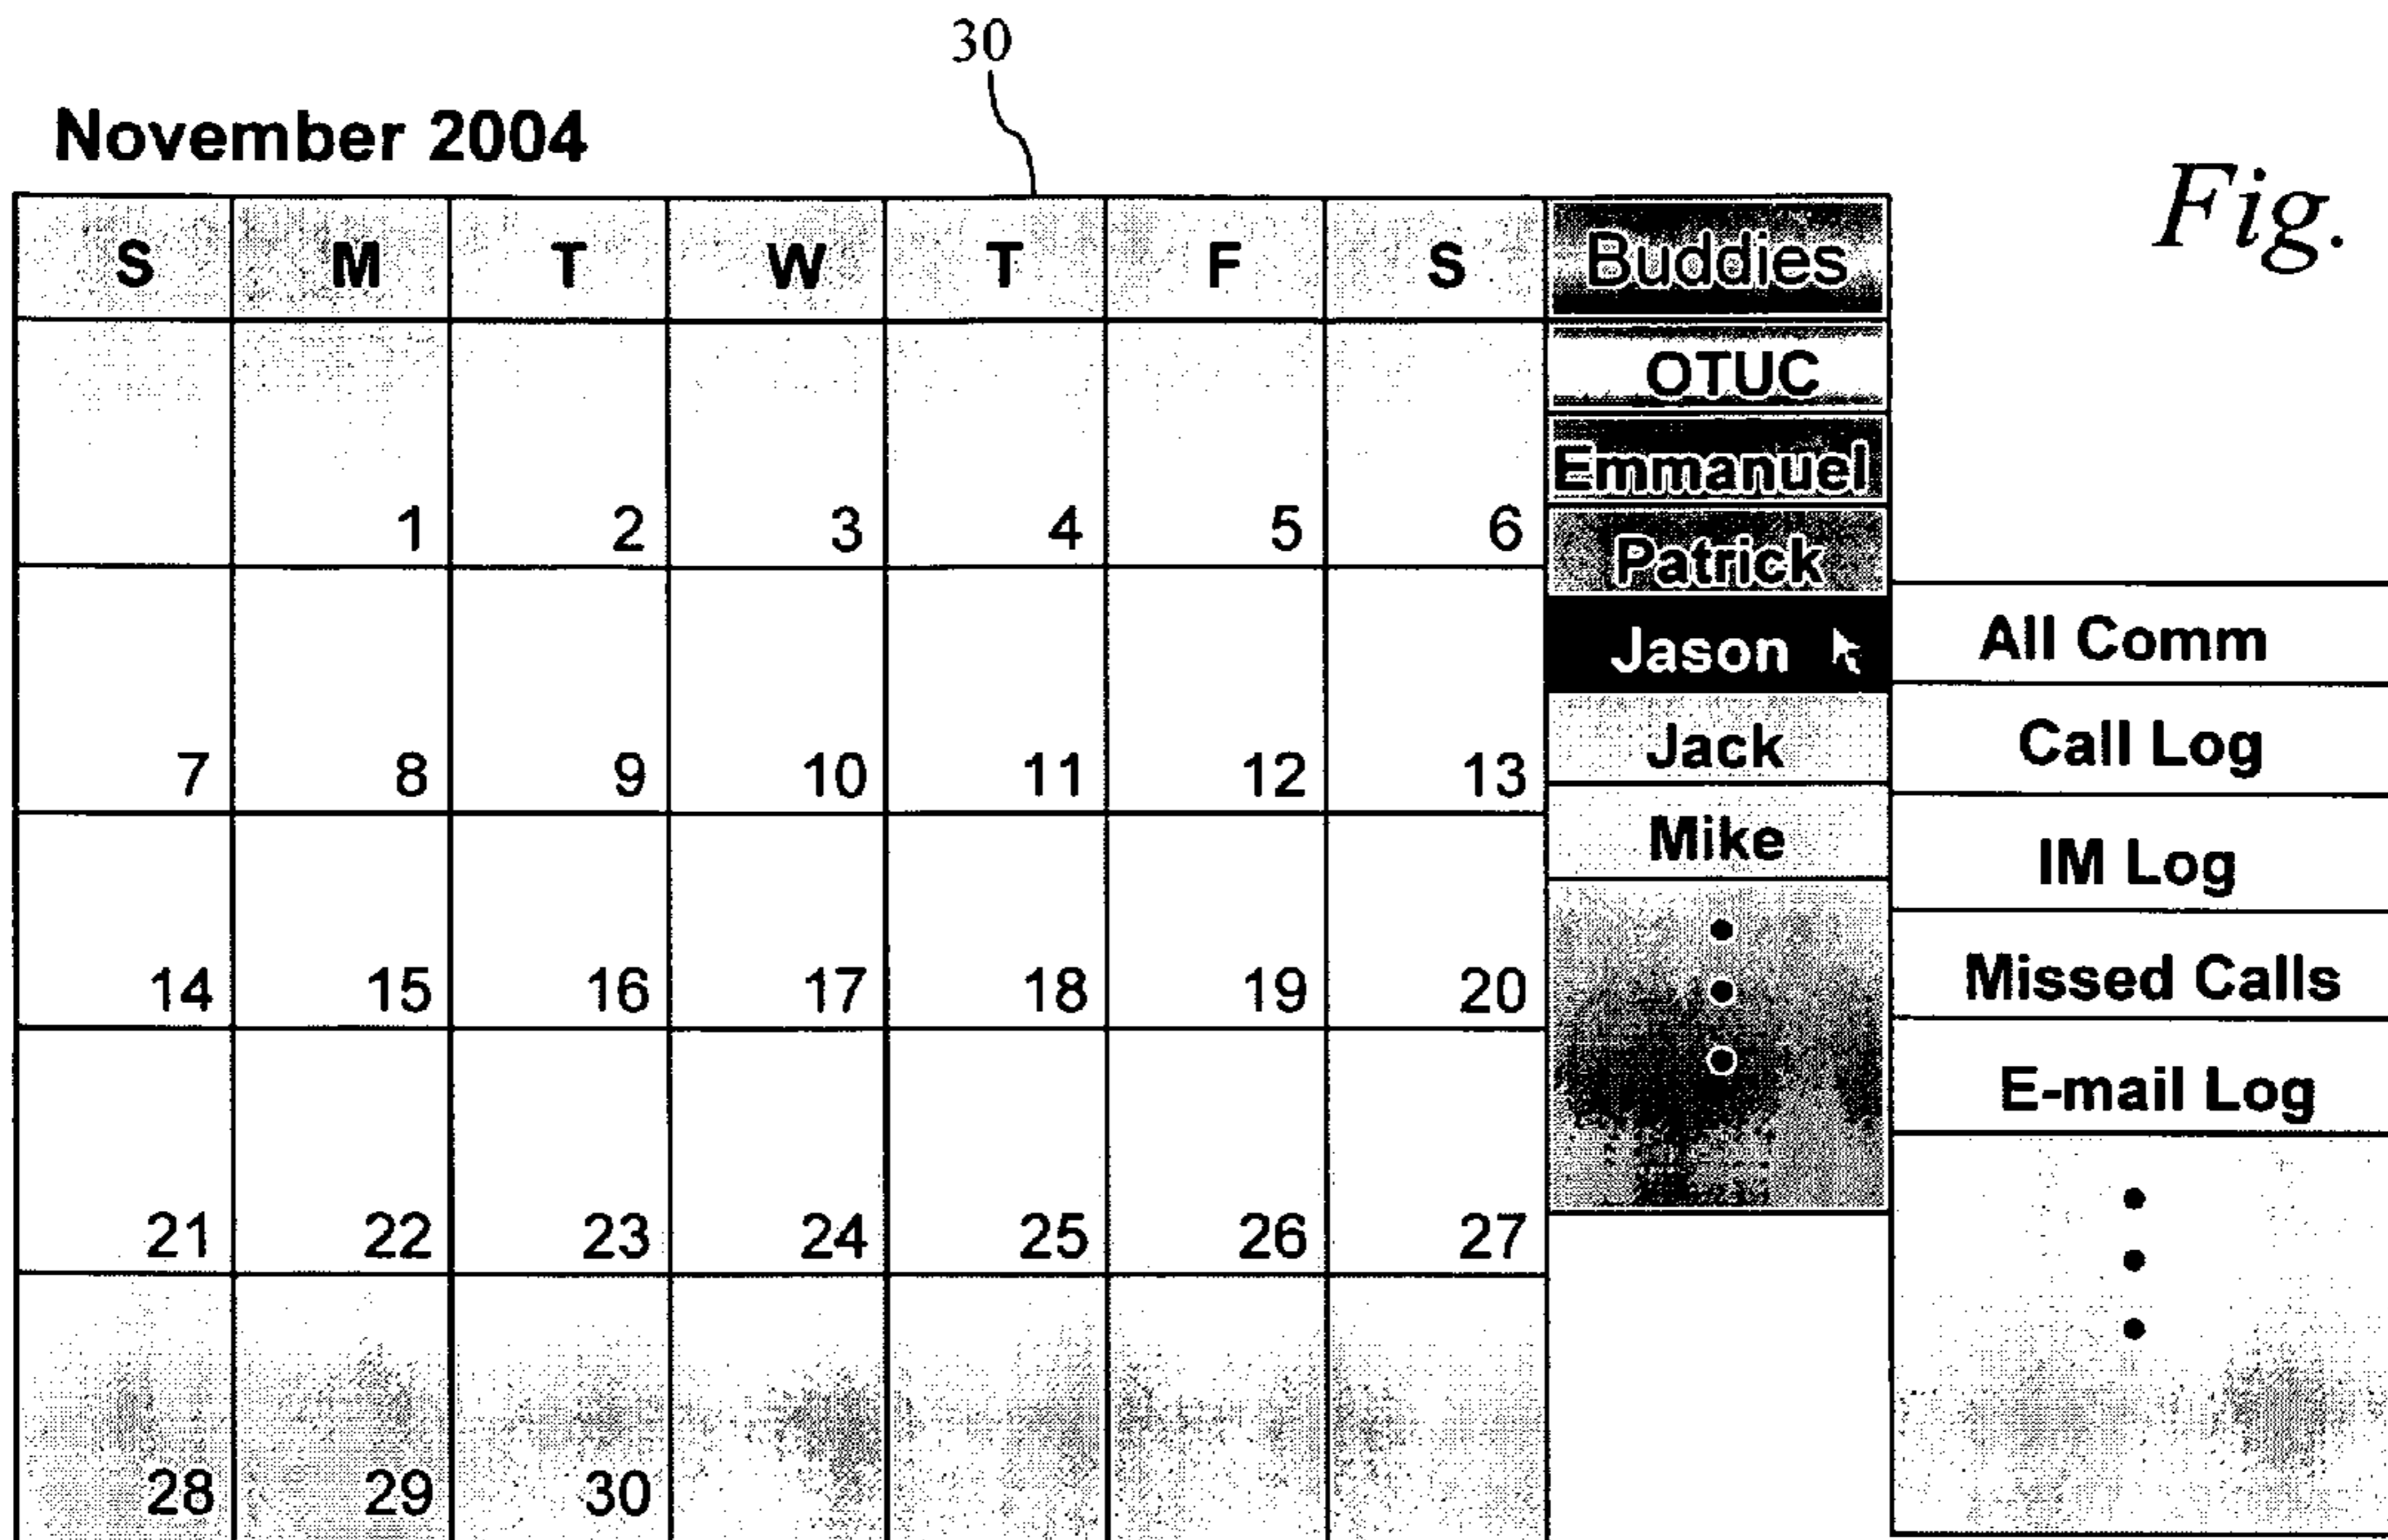 30
November 2004
Fig.
S M T W T F S Buddies
OTUC
Emmanuel
1 2 3 4 5 6 Patrick
Jason All Comm
Jack Call Log
7 8 9 10 11 12 13
Mike IM Log
14 15 16 17 18 19 20 Missed Calls
E-mail Log
21 22 23 24 25 26 27
28 29 30